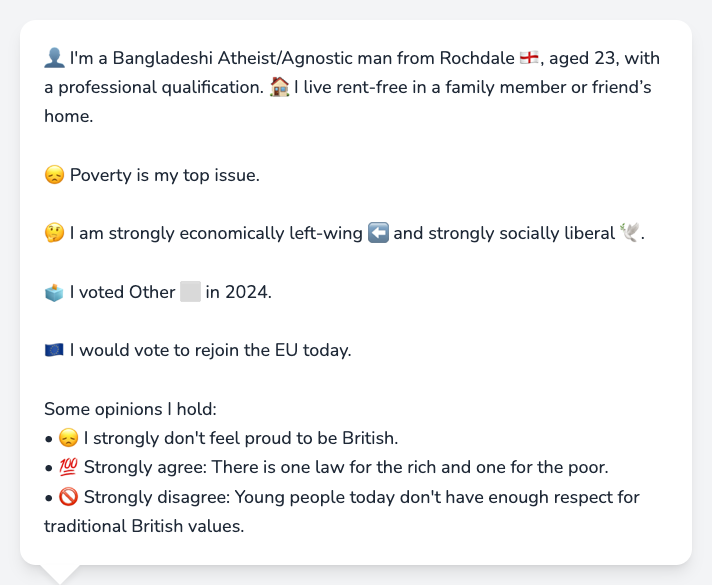 👤 I'm a Bangladeshi Atheist/Agnostic man from Rochdale 🏴󠁧󠁢󠁥󠁮󠁧󠁿, aged 23, with
a professional qualification. 🏠 I live rent-free in a family member or friend’s
home.
😞 Poverty is my top issue.
🤔 I am strongly economically left-wing ⬅️ and strongly socially liberal 🕊️.
🗳️ I voted Other ⬜ in 2024.
🇪🇺 I would vote to rejoin the EU today.
Some opinions I hold:
• 😞 I strongly don't feel proud to be British.
• 💯 Strongly agree: There is one law for the rich and one for the poor.
• 🚫 Strongly disagree: Young people today don't have enough respect for
traditional British values.